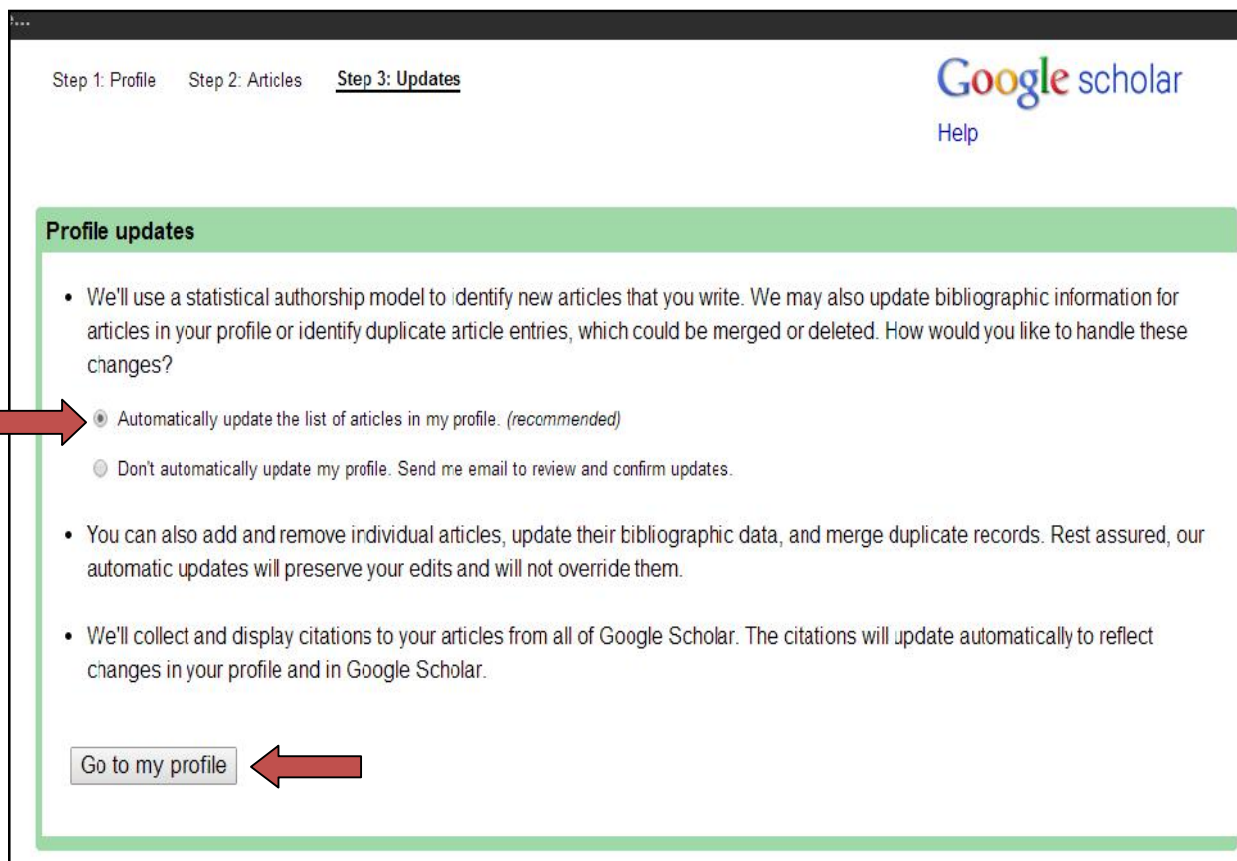 Step 1: Profile Step 2: Articles Step 3: Updates
Google scholar
Help
Profile updates
• We'll use a statistical authorship model to identify new articles that you write. We may also update bibliographic information for
articles in your profile or identify duplicate article entries, which could be merged or deleted. How would you like to handle these
changes?
Automatically update the list of articles in my profile. (recommended)
Don't automatically update my profile. Send me email to review and confirm updates.
• You can also add and remove individual articles, update their bibliographic data, and merge duplicate records. Rest assured, our
automatic updates will preserve your edits and will not override them.
• We'll collect and display citations to your articles from all of Google Scholar. The citations will update automatically to reflect
changes in your profile and in Google Scholar.
Go to my profile